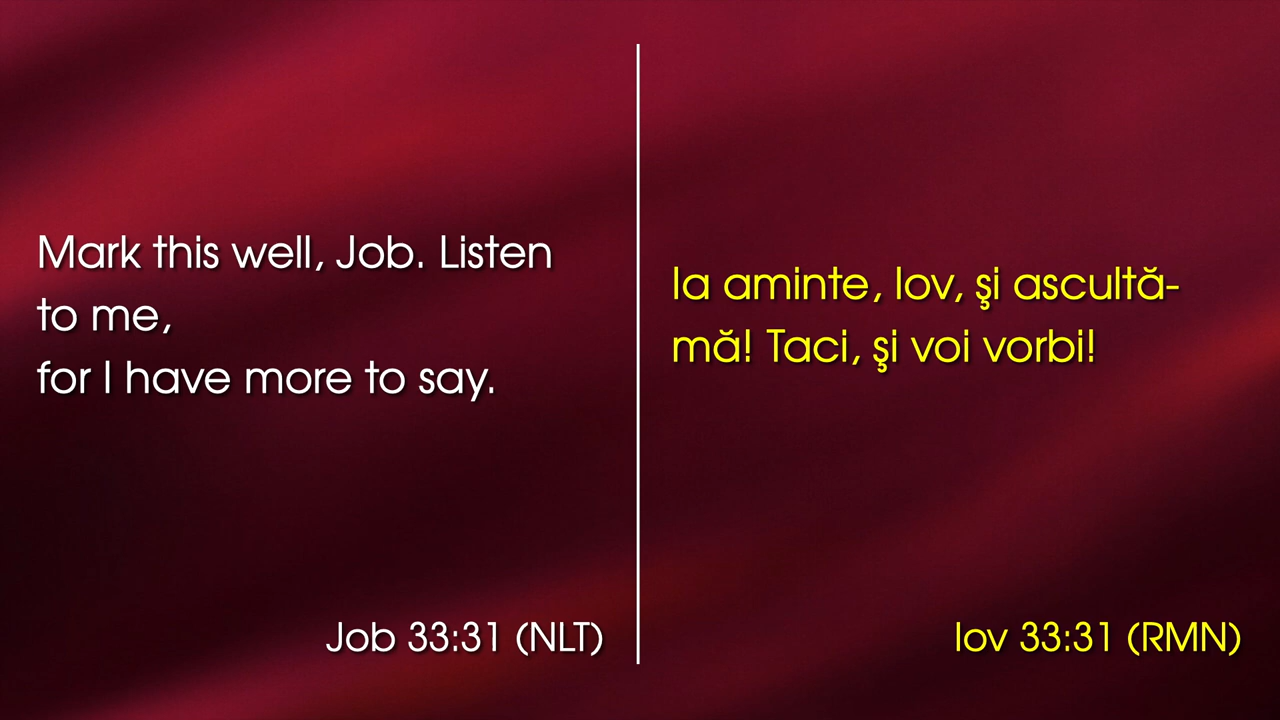 Mark this well, Job. Listen
to me,
for I have more to say.
Job 33:31 (NLT)
Ia aminte, Iov, şi ascultă-
mă! Taci, şi voi vorbi!
Iov 33:31 (RMN)